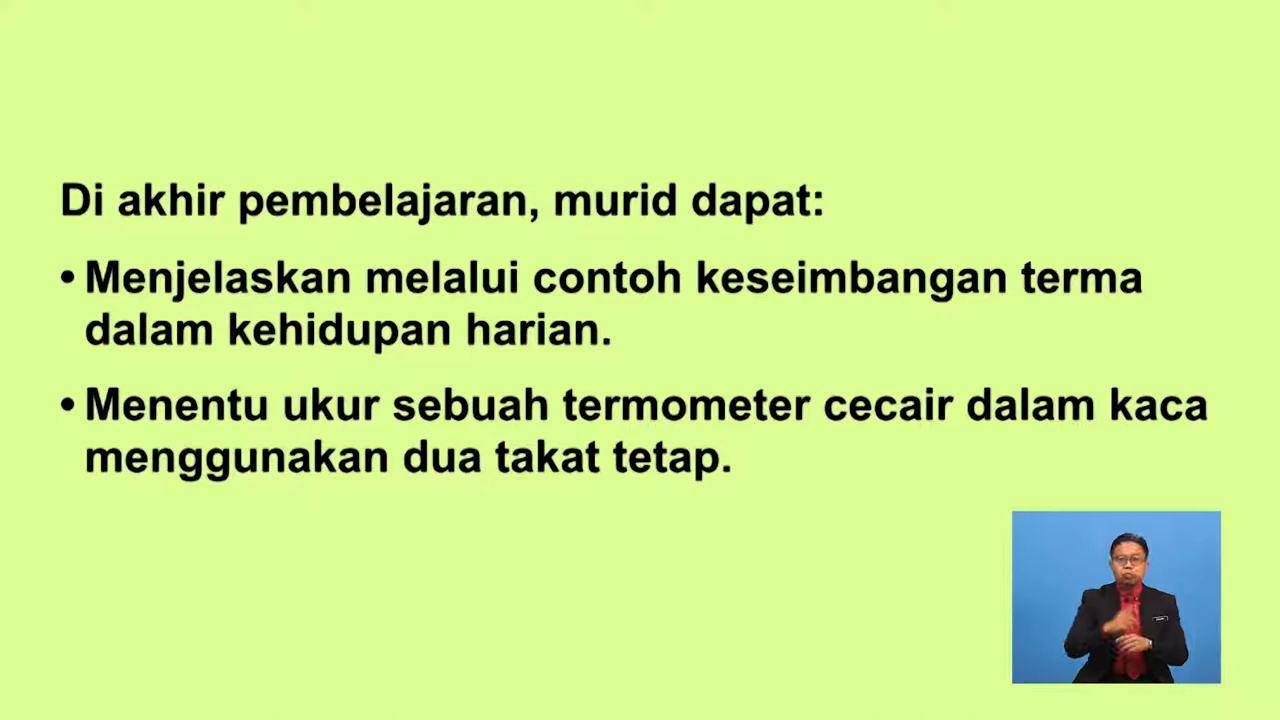 Di akhir pembelajaran, murid dapat:
• Menjelaskan melalui contoh keseimbangan terma
dalam kehidupan harian.
• Menentu ukur sebuah termometer cecair dalam kaca
menggunakan dua takat tetap.